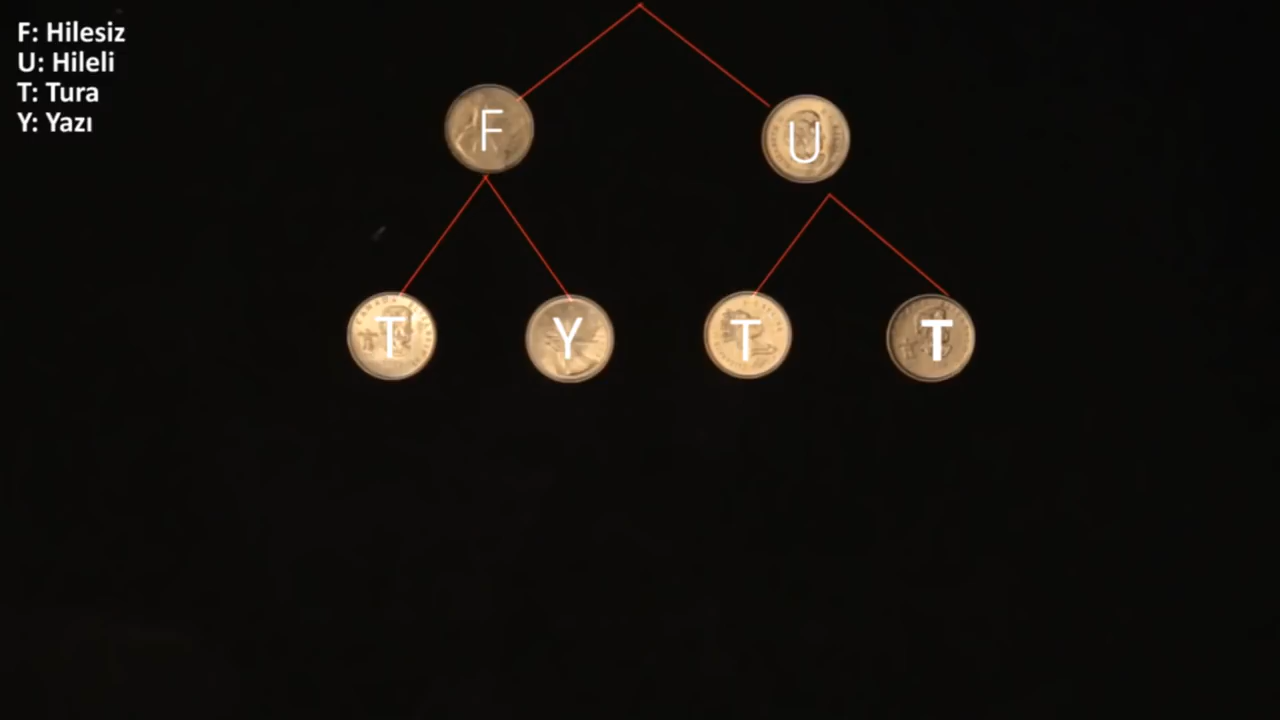 F: Hilesiz
U: Hileli
T: Tura
Y: Yazı
F U
T Y T T